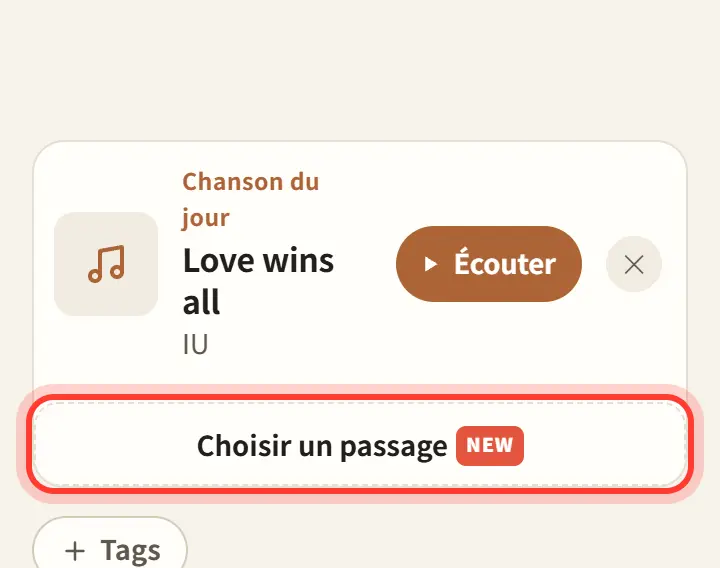 Chanson du
jour
Love wins
all
IU
Écouter
Choisir un passage NEW
+ Tags